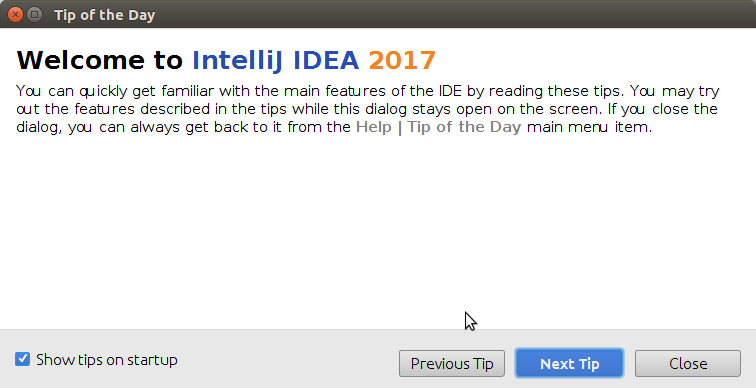 Tip of the Day
Welcome to IntelliJ IDEA 2017
You can quickly get familiar with the main features of the IDE by reading these tips. You may try
out the features described in the tips while this dialog stays open on the screen. If you close the
dialog, you can always get back to it from the Help | Tip of the Day main menu item.
Show tips on startup
Previous Tip
Next Tip
Close